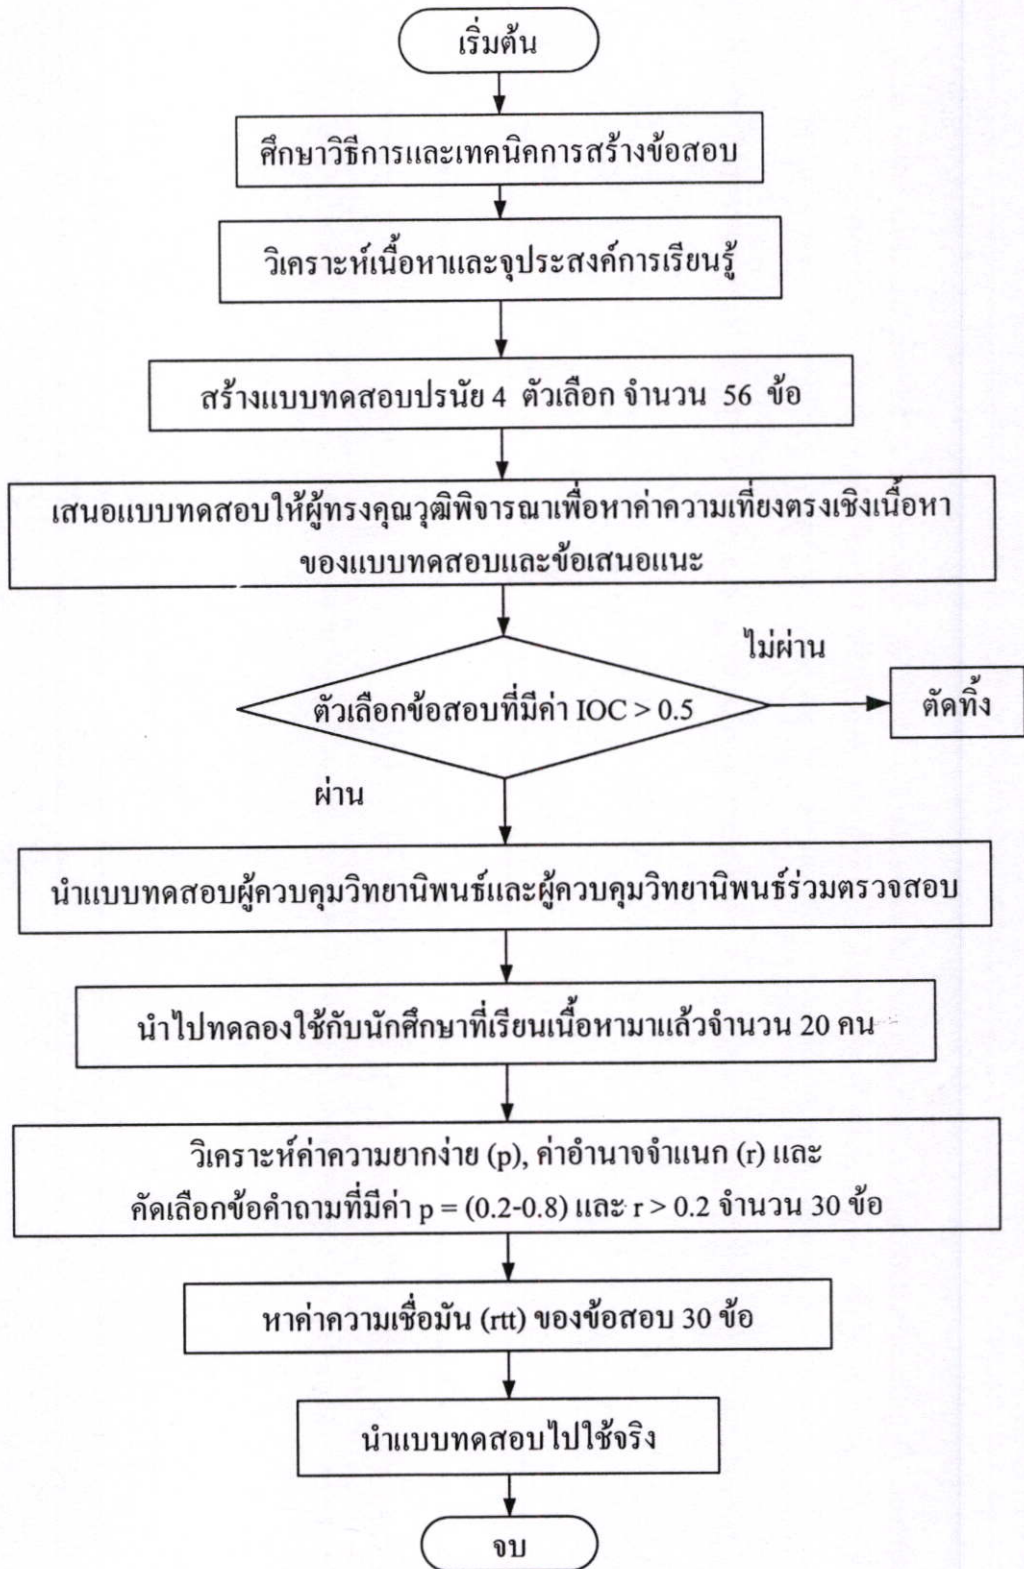 เริ่มต้น
ศึกษาวิธีการและเทคนิคการสร้างข้อสอบ
วิเคราะห์เนื้อหาและจุประสงค์การเรียนรู้
สร้างแบบทดสอบปรนัย 4 ตัวเลือก จำนวน 56 ข้อ
เสนอแบบทดสอบให้ผู้ทรงคุณวุฒิพิจารณาเพื่อหาค่าความเที่ยงตรงเชิงเนื้อหา
ของแบบทดสอบและข้อเสนอแนะ
ไม่ผ่าน
ตัวเลือกข้อสอบที่มีค่า IOC > 0.5
ตัดทิ้ง
ผ่าน
นำแบบทดสอบผู้ควบคุมวิทยานิพนธ์และผู้ควบคุมวิทยานิพนธ์ร่วมตรวจสอบ
นำไปทดลองใช้กับนักศึกษาที่เรียนเนื้อหามาแล้วจำนวน 20 คน
วิเคราะห์ค่าความยากง่าย (p), ค่าอำนาจจำแนก (r) และ
คัดเลือกข้อคำถามที่มีค่า p = (0.2-0.8) และ r > 0.2 จำนวน 30 ข้อ
หาค่าความเชื่อมัน (rtt) ของข้อสอบ 30 ข้อ
นำแบบทดสอบไปใช้จริง
จบ